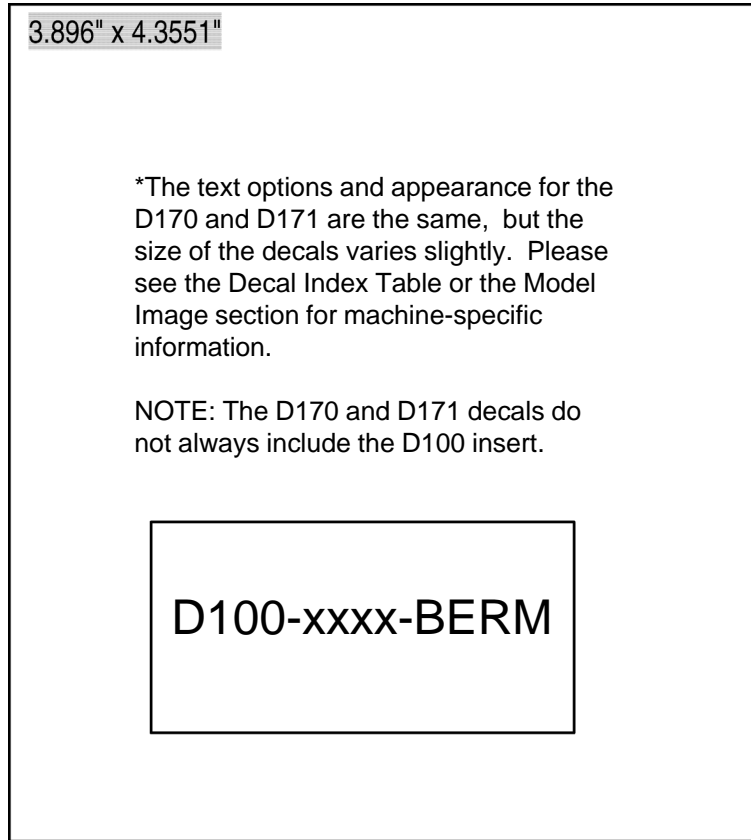 3.896" x 4.3551"
*The text options and appearance for the
D170 and D171 are the same,  but the
size of the decals varies slightly.  Please
see the Decal Index Table or the Model
Image section for machine-specific
information.
NOTE: The D170 and D171 decals do
not always include the D100 insert.
D100-xxxx-BERM